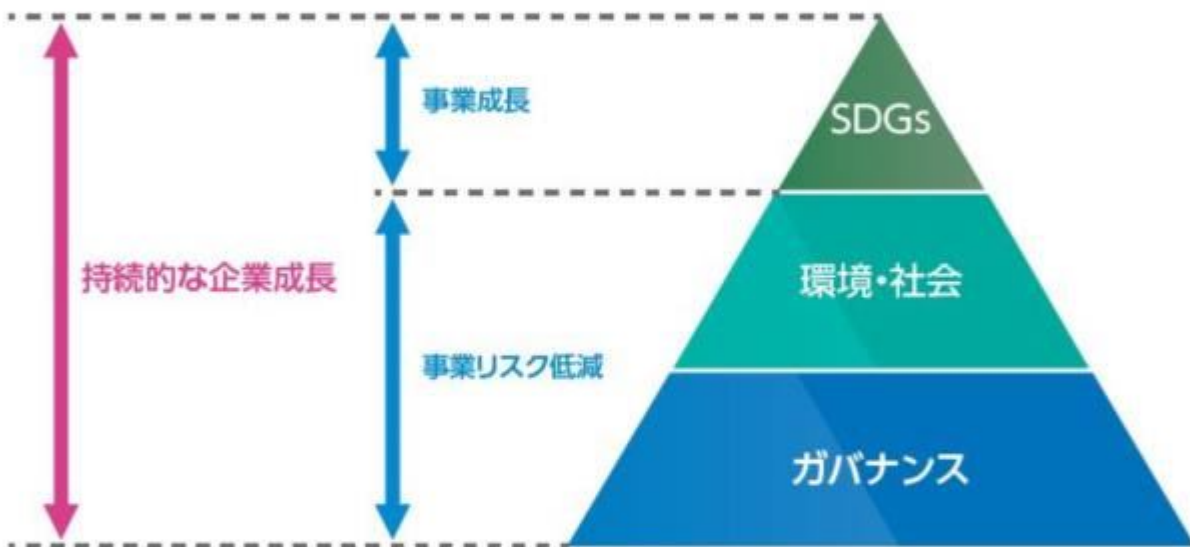 事業成長
SDGs
持続的な企業成長
環境・社会
事業リスク低減
ガバナンス